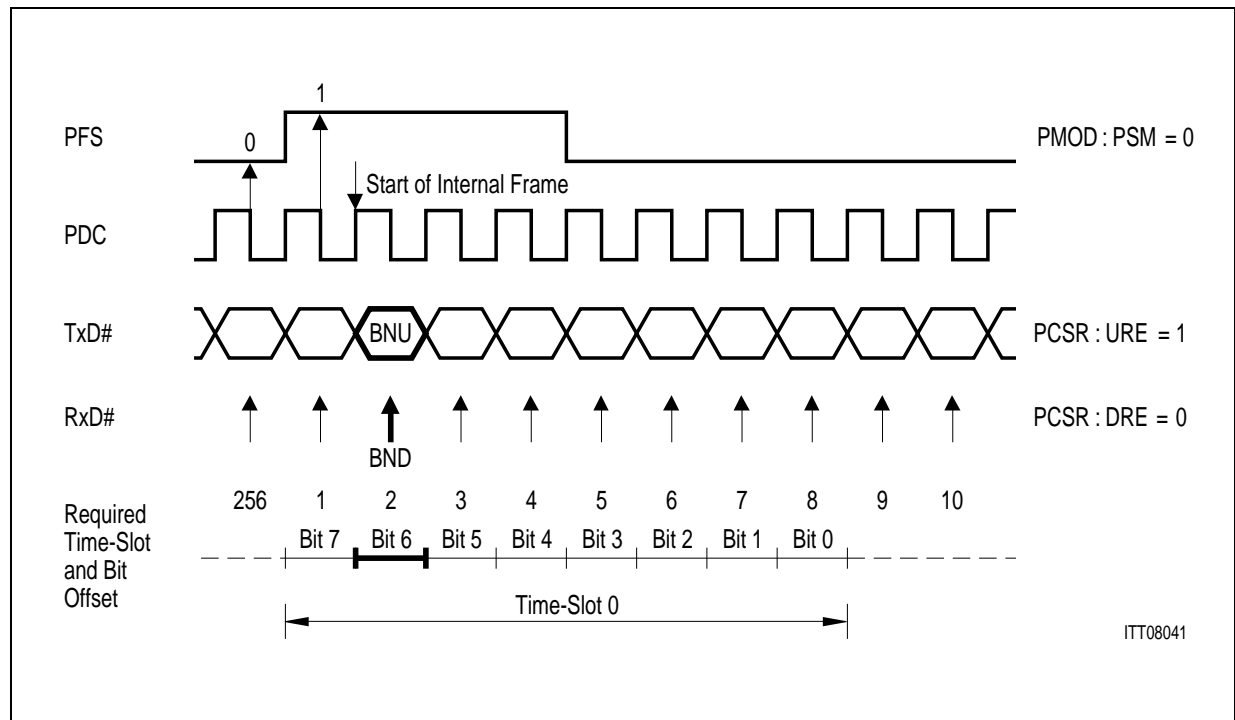 1
PFS
0
PMOD : PSM = 0
Start of Internal Frame
PDC
TxD#
BNU
PCSR : URE = 1
RxD#
PCSR : DRE = 0
BND
Required
Time-Slot
and Bit
Offset
256 1 2 3 4 5 6 7 8 9 10
Bit 7 Bit 6 Bit 5 Bit 4 Bit 3 Bit 2 Bit 1 Bit 0
Time-Slot 0
ITT08041